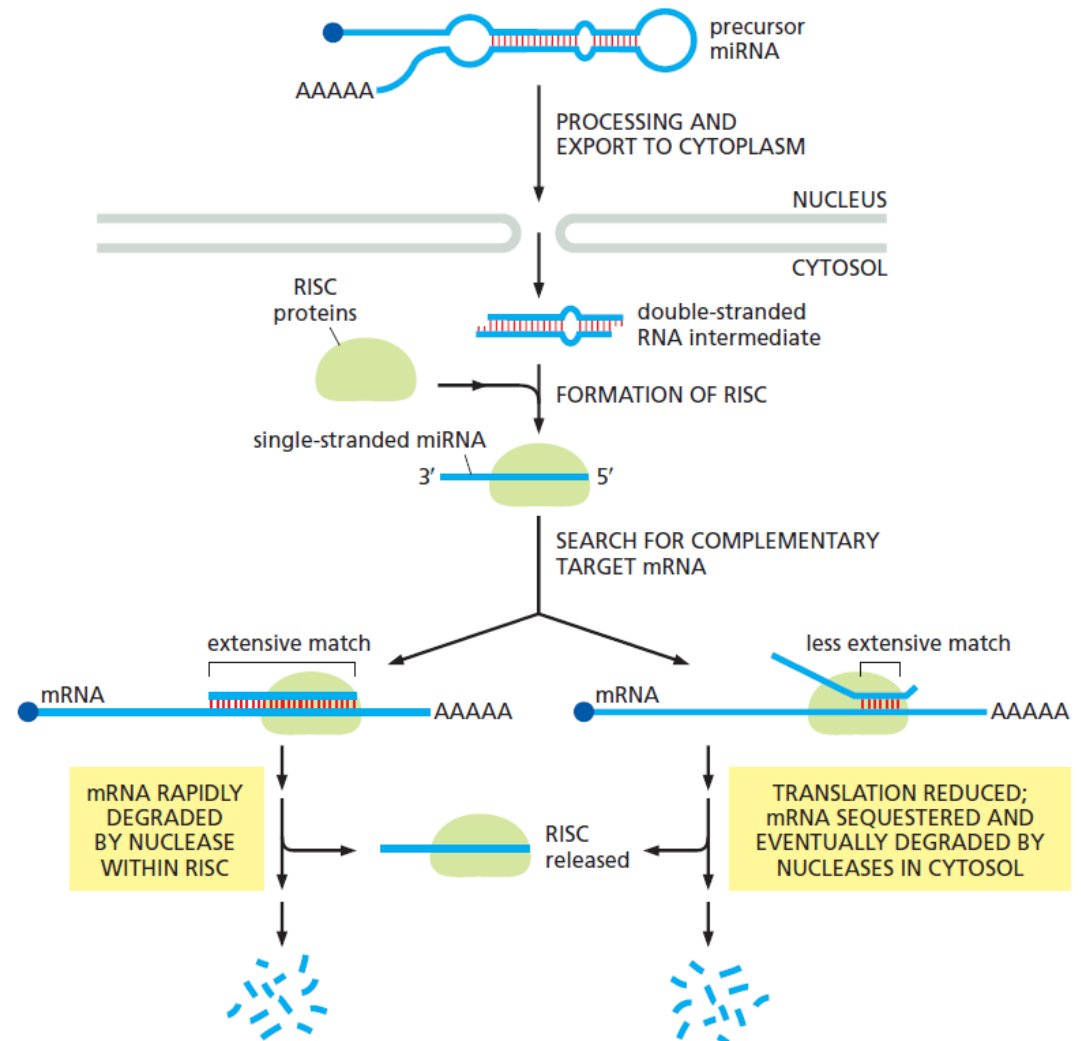 precursor
miRNA
AAAAA
PROCESSING AND
EXPORT TO CYTOPLASM
NUCLEUS
CYTOSOL
RISC
proteins
double-stranded
RNA intermediate
FORMATION OF RISC
single-stranded miRNA
3′
5′
SEARCH FOR COMPLEMENTARY
TARGET mRNA
extensive match
less extensive match
mRNA
AAAAA
mRNA
AAAAA
mRNA RAPIDLY
DEGRADED
BY NUCLEASE
WITHIN RISC
RISC
released
TRANSLATION REDUCED;
mRNA SEQUESTERED AND
EVENTUALLY DEGRADED BY
NUCLEASES IN CYTOSOL